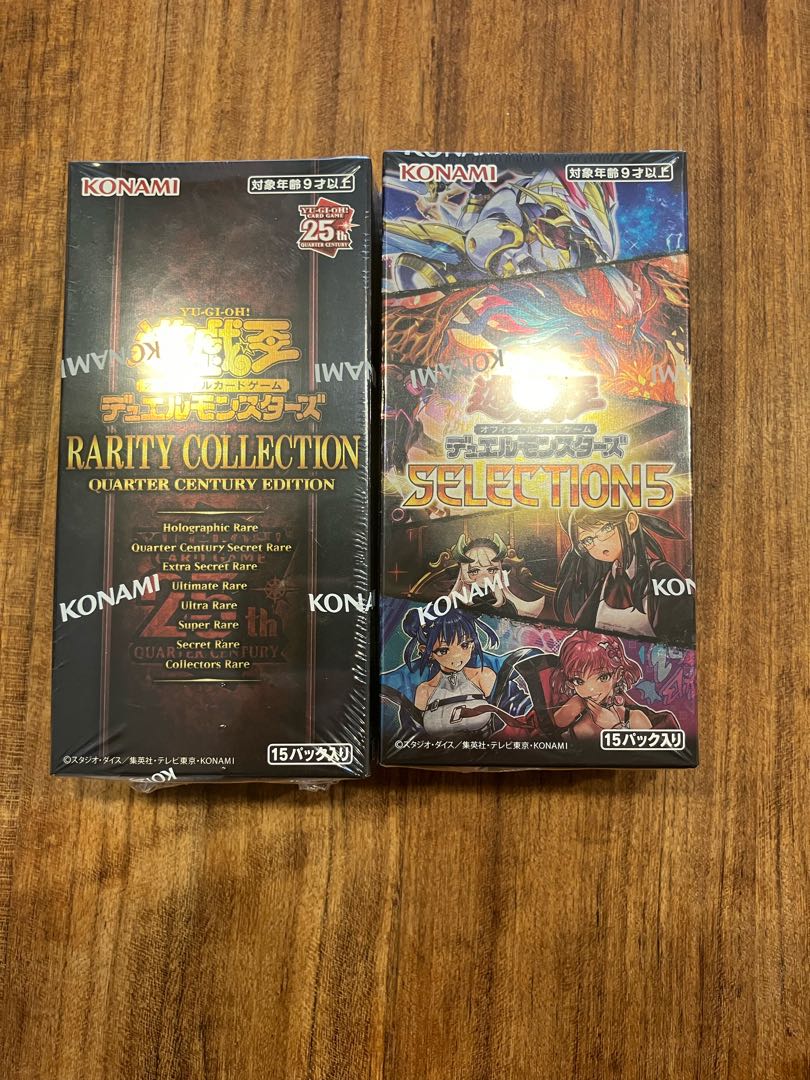 KONAMI
対象年齢9才以上
YU-GI-OH!
CARD GAME
25th
QUARTER CENTURY
YU-GI-OH!
遊戯王
オフィシャルカードゲーム
デュエルモンスターズ
RARITY COLLECTION
QUARTER CENTURY EDITION
Holographic Rare
Quarter Century Secret Rare
Extra Secret Rare
Ultimate Rare
Ultra Rare
Super Rare
Secret Rare
Collectors Rare
KONAMI
KONAMI
KONAMI
25th
QUARTER CENTURY
15パック入り
©スタジオ・ダイス/集英社・テレビ東京・KONAMI
KONAMI
KONAMI
対象年齢9才以上
遊戯王
オフィシャルカードゲーム
デュエルモンスターズ
SELECTION5
KONAMI
KONAMI
15パック入り
©スタジオ・ダイス/集英社・テレビ東京・KONAMI